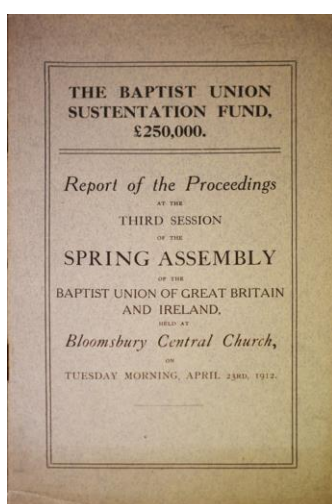 THE BAPTIST UNION
SUSTENTATION FUND,
£250,000.
Report of the Proceedings
AT THE
THIRD SESSION
OF THE
SPRING ASSEMBLY
OF THE
BAPTIST UNION OF GREAT BRITAIN
AND IRELAND,
HELD AT
Bloomsbury Central Church,
ON
TUESDAY MORNING, APRIL 23RD, 1912.